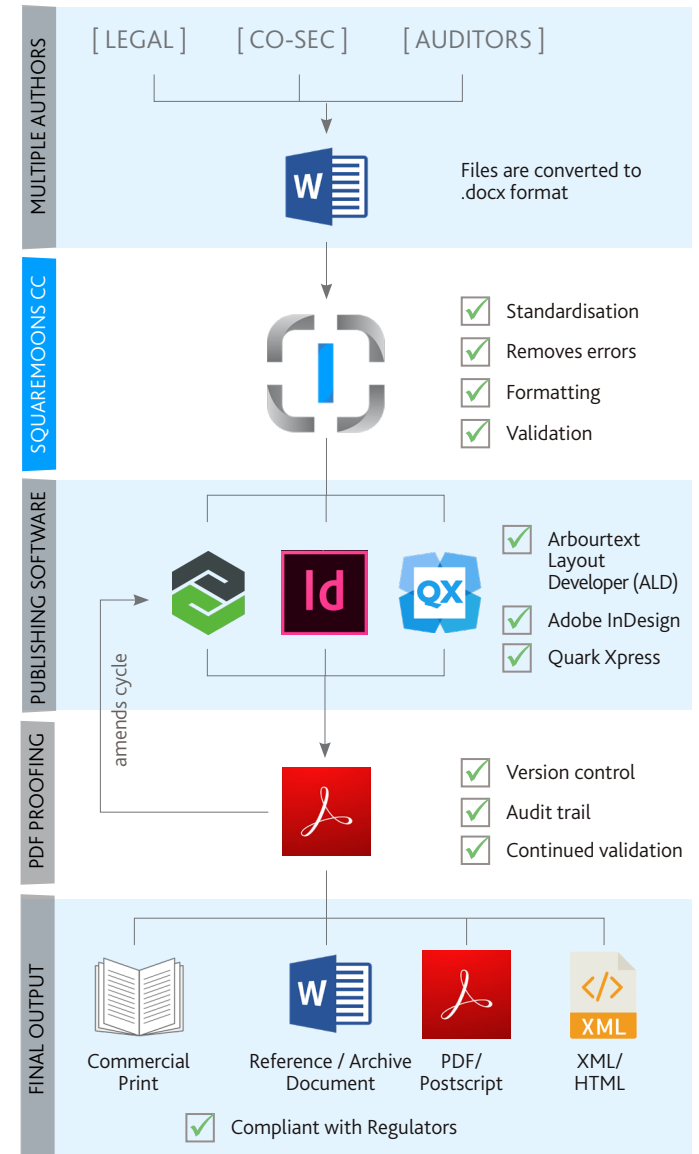 [ LEGAL ] [ CO-SEC ] [ AUDITORS ]
MULTIPLE AUTHORS
W
Files are converted to
.docx format
SQUAREMOONS CC
Standardisation
Removes errors
Formatting
Validation
PUBLISHING SOFTWARE
Id
QX
Arbourtext
Layout
Developer (ALD)
Adobe InDesign
Quark Xpress
amends cycle
PDF PROOFING
Version control
Audit trail
Continued validation
FINAL OUTPUT
W
</>
XML
Commercial
Print
Reference / Archive
Document
PDF/
Postscript
XML/
HTML
Compliant with Regulators